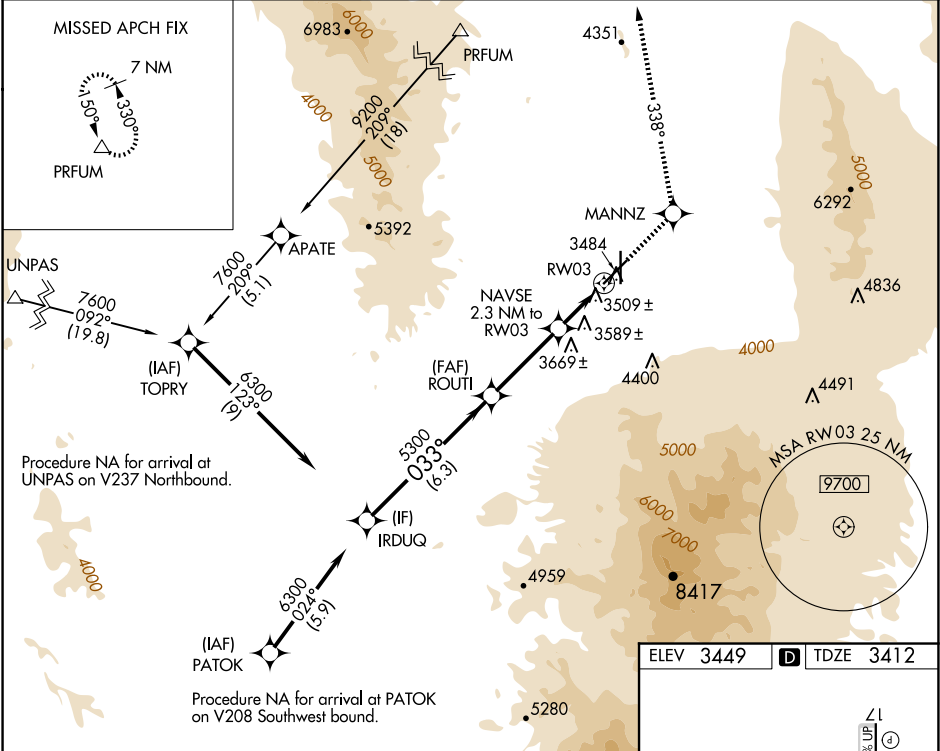 MISSED APCH FIX
7 NM
150°
330°
PRFUM
6983
6000
PRFUM
4351
4000
9200
209°
(18)
5000
338°
5000
6292
MANNZ
5392
APATE
3484
RW03
UNPAS
7600
209°
(5.1)
7600
092°
(19.8)
NAVSE
2.3 NM to
RW03
3509 ±
4836
3589 ±
3669 ±
4000
(IAF)
TOPRY
6300
123°
(9)
(FAF)
ROUTI
4400
4491
5300
033°
(6.3)
5000
MSA RW03 25 NM
9700
Procedure NA for arrival at
UNPAS on V237 Northbound.
6000
7000
(IF)
IRDUQ
4000
4959
8417
6300
024°
(5.9)
(IAF)
PATOK
ELEV 3449
D
TDZE 3412
Procedure NA for arrival at PATOK
on V208 Southwest bound.
5280
17
UP
P